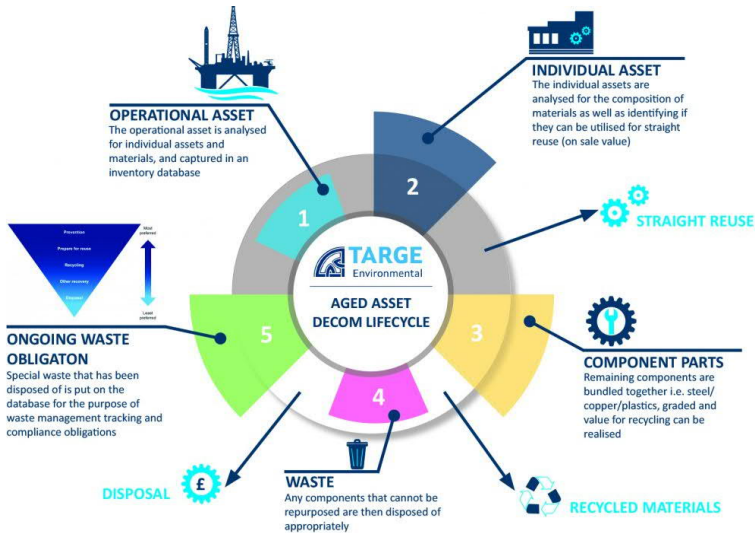 OPERATIONAL ASSET
The operational asset is analysed
for individual assets and
materials, and captured in an
inventory database
INDIVIDUAL ASSET
The individual assets are
analysed for the composition of
materials as well as identifying if
they can be utilised for straight
reuse (on sale value)
1
2
STRAIGHT REUSE
Prevention
Prepare for reuse
Recycling
Other recovery
Disposal
Most
preferred
Least
preferred
TARGE
Environmental
AGED ASSET
DECOM LIFECYCLE
5
3
4
ONGOING WASTE
OBLIGATON
Special waste that has been
disposed of is put on the
database for the purpose of
waste management tracking and
compliance obligations
COMPONENT PARTS
Remaining components are
bundled together i.e. steel/
copper/plastics, graded and
value for recycling can be
realised
DISPOSAL
£
WASTE
Any components that cannot be
repurposed are then disposed of
appropriately
RECYCLED MATERIALS